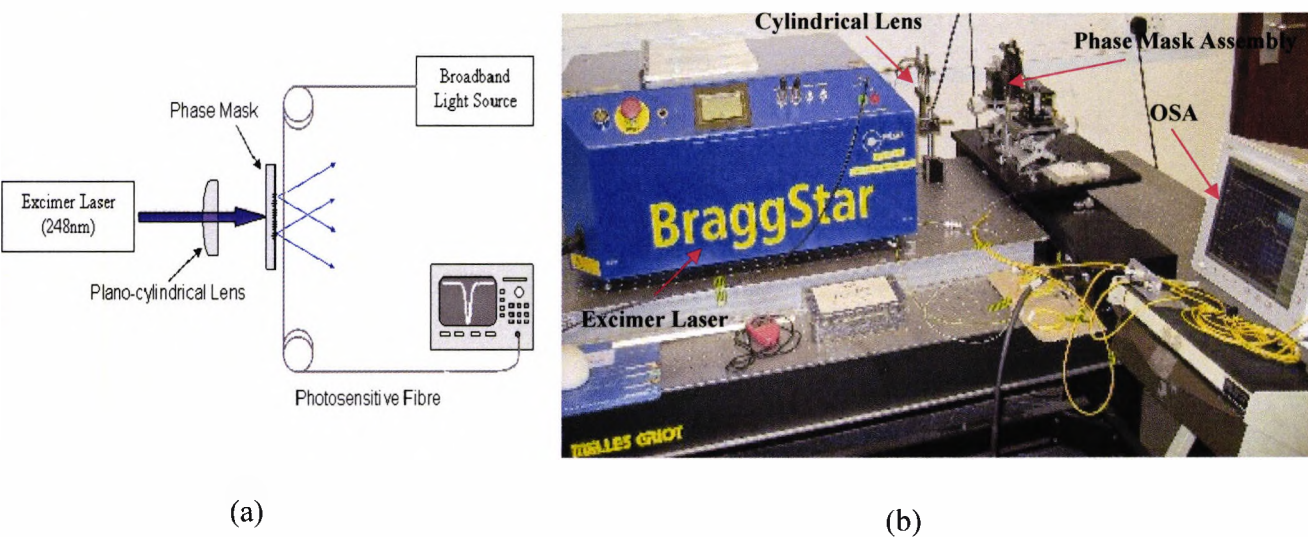 Broadband
Light Source
Phase Mask
Excimer Laser
(248nm)
Plano-cylindrical Lens
Photosensitive Fibre
(a)
Cylindrical Lens
Phase Mask Assembly
OSA
BraggStar
Excimer Laser
MELLES GRIOT
(b)